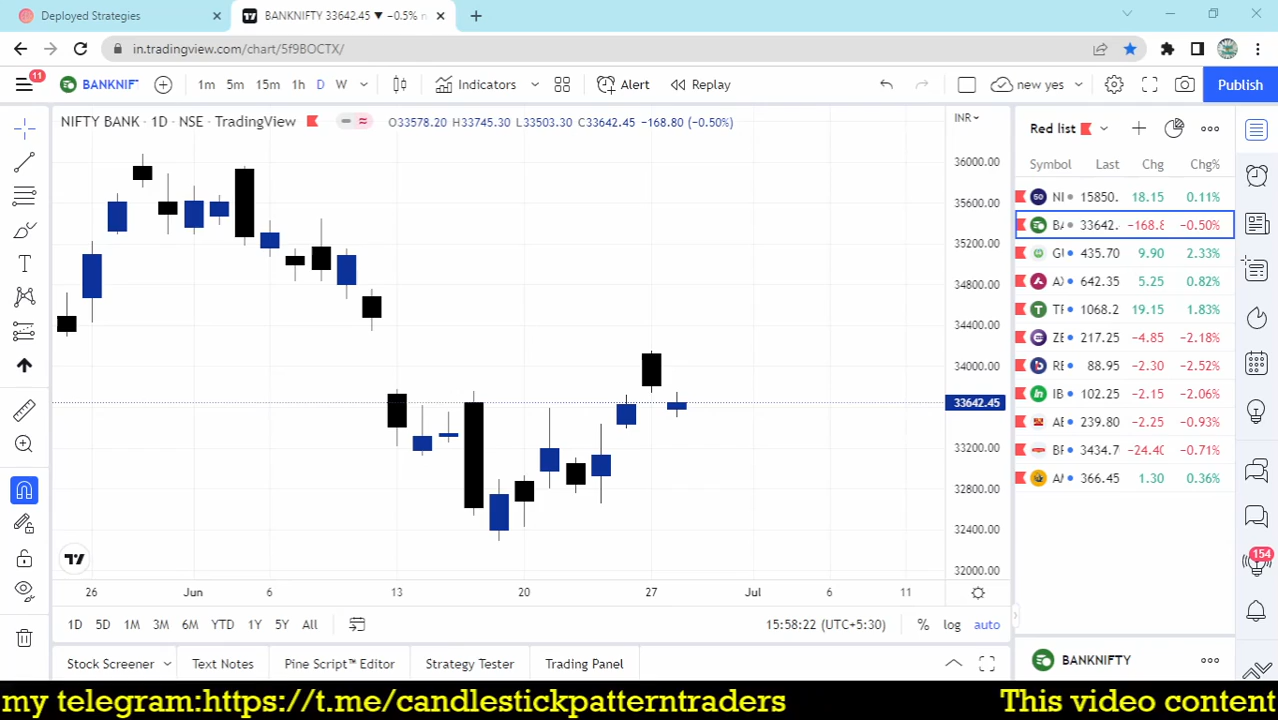 Deployed Strategies
BANKNIFTY 33642.45 ▼ −0.5%
in.tradingview.com/chart/5f9BOCTX/
11
BANKNIF
1m 5m 15m 1h D W
Indicators
Alert
Replay
new yes
Publish
NIFTY BANK · 1D · NSE · TradingView
O33578.20 H33745.30 L33503.30 C33642.45 −168.80 (−0.50%)
INR
36000.00
35600.00
35200.00
34800.00
34400.00
34000.00
33642.45
33200.00
32800.00
32400.00
32000.00
26 Jun 6 13 20 27 Jul 6 11
1D 5D 1M 3M 6M YTD 1Y 5Y All
15:58:22 (UTC+5:30) % log auto
Stock Screener Text Notes Pine Script™ Editor Strategy Tester Trading Panel
Red list
Symbol Last Chg Chg%
50 NI 15850. 18.15 0.11%
BA 33642. −168.8 −0.50%
435.70 9.90 2.33%
642.35 5.25 0.82%
1068.2 19.15 1.83%
217.25 −4.85 −2.18%
88.95 −2.30 −2.52%
102.25 −2.15 −2.06%
239.80 −2.25 −0.93%
3434.7 −24.40 −0.71%
366.45 1.30 0.36%
154
BANKNIFTY
my telegram:https://t.me/candlestickpatterntraders This video content